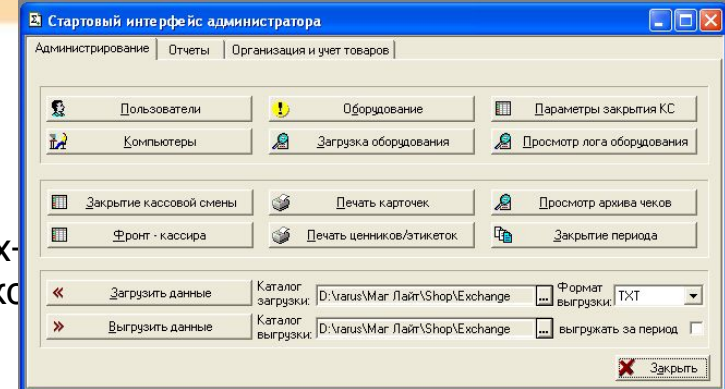 Стартовый интерфейс администратора
Администрирование Отчеты Организация и учет товаров
Пользователи Оборудование Параметры закрытия КС
Компьютеры Загрузка оборудования Просмотр лога оборудования
Закрытие кассовой смены Печать карточек Просмотр архива чеков
Фронт - кассира Печать ценников/этикеток Закрытие периода
х-
ко
Загрузить данные Каталог загрузки: D:\rarus\Маг Лайт\Shop\Exchange ... Формат выгрузки: TXT
Выгрузить данные Каталог выгрузки: D:\rarus\Маг Лайт\Shop\Exchange ... выгружать за период
Закрыть